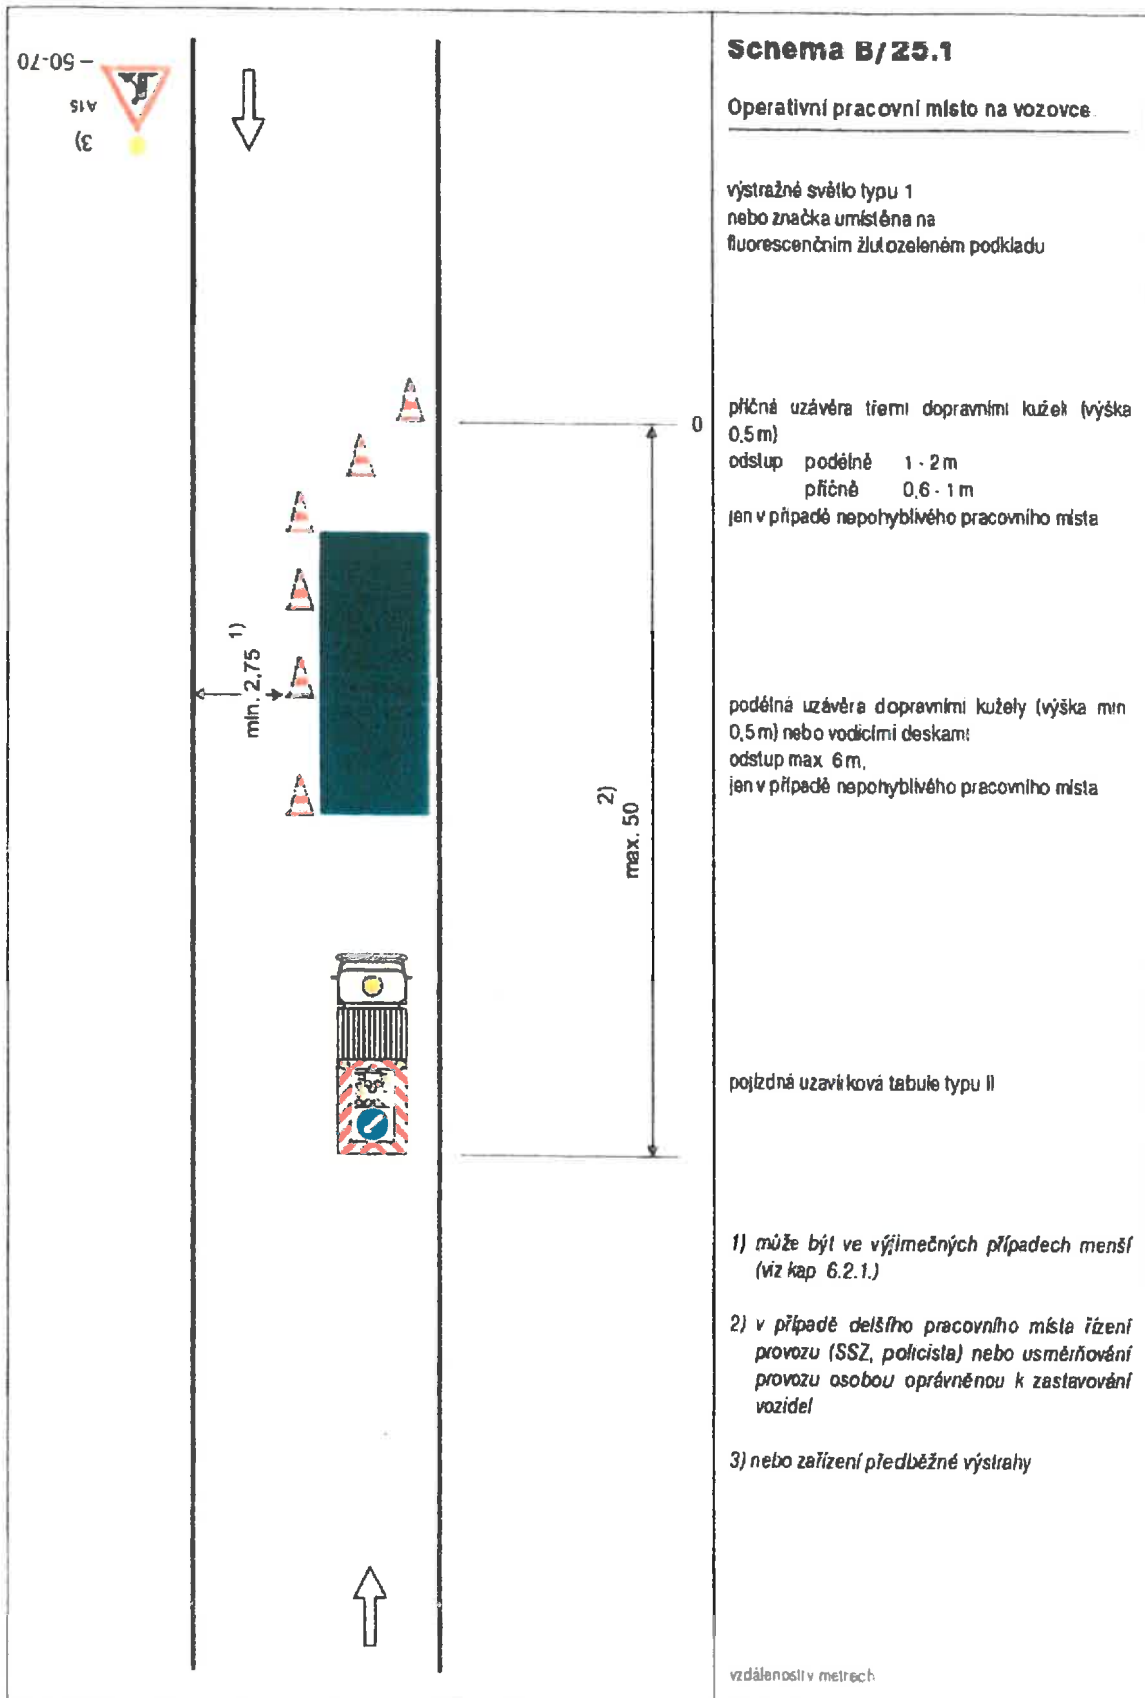 – 50-70
A15
3)
0
min. 2,75 1)
2)
max. 50
Schema B/25.1
Operativní pracovní místo na vozovce
výstražné světlo typu 1
nebo značka umístěna na
fluorescenčním žlutozeleném podkladu
příčná uzávěra třemi dopravními kužek (výška
0,5 m)
odstup podélně 1 - 2 m
příčně 0,6 - 1 m
jen v případě nepohyblivého pracovního místa
podélná uzávěra dopravními kužely (výška min
0,5 m) nebo vodicími deskami
odstup max 6 m,
jen v případě nepohyblivého pracovního místa
pojízdná uzavírková tabule typu II
1) může být ve výjimečných případech menší
(viz kap 6.2.1.)
2) v případě delšího pracovního místa řízení
provozu (SSZ, policista) nebo usměrňování
provozu osobou oprávněnou k zastavování
vozidel
3) nebo zařízení předběžné výstrahy
vzdálenosti v metrech